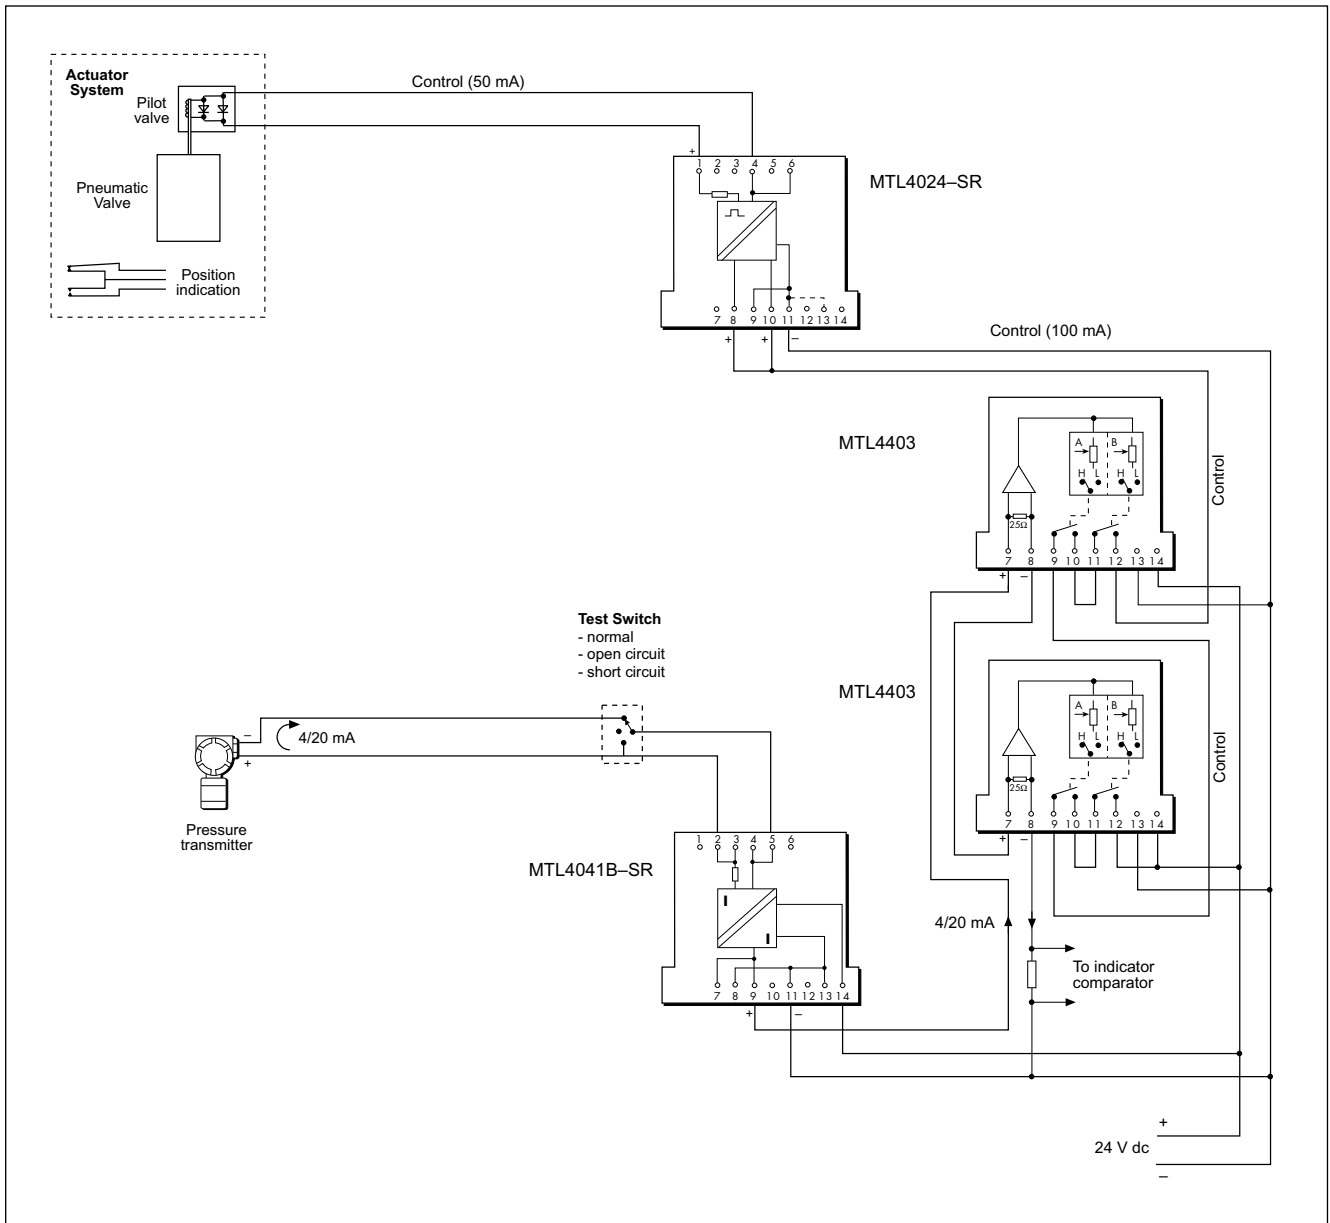 Actuator
System
Pilot
valve
Pneumatic
Valve
Position
indication
Control (50 mA)
+
1 2 3 4 5 6
MTL4024–SR
7 8 9 10 11 12 13 14
+ + –
Control (100 mA)
MTL4403
A B
H L H L
25Ω
7 8 9 10 11 12 13 14
+ –
Control
Test Switch
- normal
- open circuit
- short circuit
MTL4403
A B
H L H L
25Ω
7 8 9 10 11 12 13 14
+ –
Control
–
4/20 mA
+
Pressure
transmitter
1 2 3 4 5 6
MTL4041B–SR
I
I
7 8 9 10 11 12 13 14
+ –
4/20 mA
To indicator
comparator
+
24 V dc
–